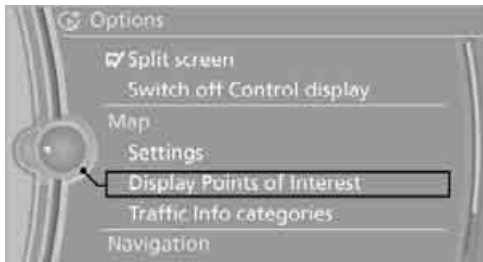 Options
Split screen
Switch off Control display
Map
Settings
Display Points of Interest
Traffic Info categories
Navigation